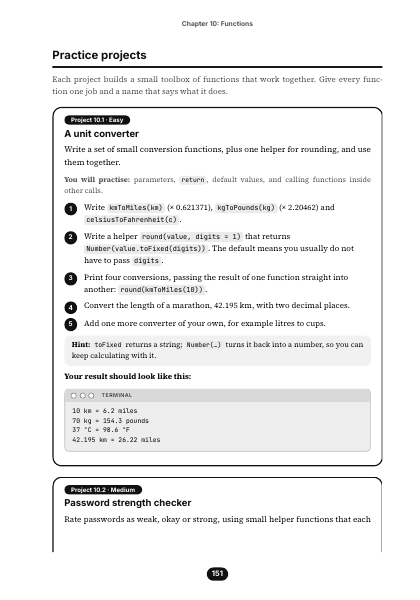 Chapter 10: Functions
Practice projects
Each project builds a small toolbox of functions that work together. Give every func-
tion one job and a name that says what it does.
Project 10.1 · Easy
A unit converter
Write a set of small conversion functions, plus one helper for rounding, and use
them together.
You will practise: parameters, return, default values, and calling functions inside
other calls.
1 Write kmToMiles(km) (× 0.621371), kgToPounds(kg) (× 2.20462) and
celsiusToFahrenheit(c).
2 Write a helper round(value, digits = 1) that returns
Number(value.toFixed(digits)). The default means you usually do not
have to pass digits.
3 Print four conversions, passing the result of one function straight into
another: round(kmToMiles(10)).
4 Convert the length of a marathon, 42.195 km, with two decimal places.
5 Add one more converter of your own, for example litres to cups.
Hint: toFixed returns a string; Number(…) turns it back into a number, so you can
keep calculating with it.
Your result should look like this:
TERMINAL
10 km = 6.2 miles
70 kg = 154.3 pounds
37 °C = 98.6 °F
42.195 km = 26.22 miles
Project 10.2 · Medium
Password strength checker
Rate passwords as weak, okay or strong, using small helper functions that each
151